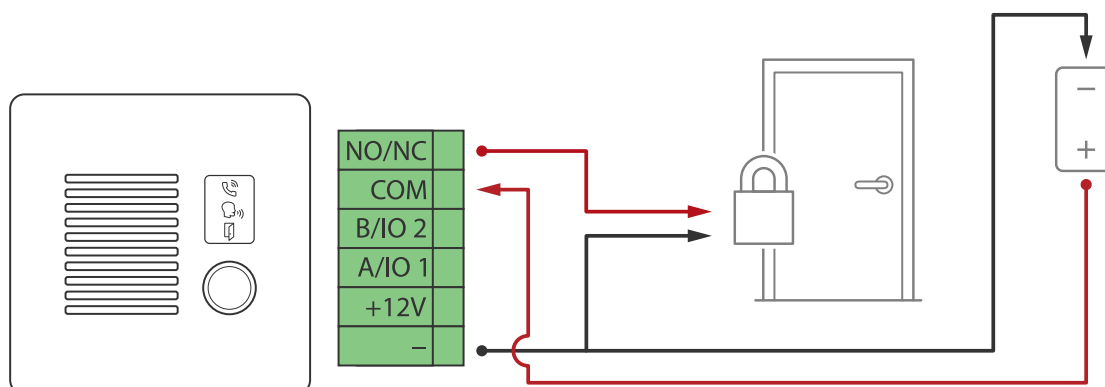 NO/NC
COM
B/IO 2
A/IO 1
+12V
–
–
+